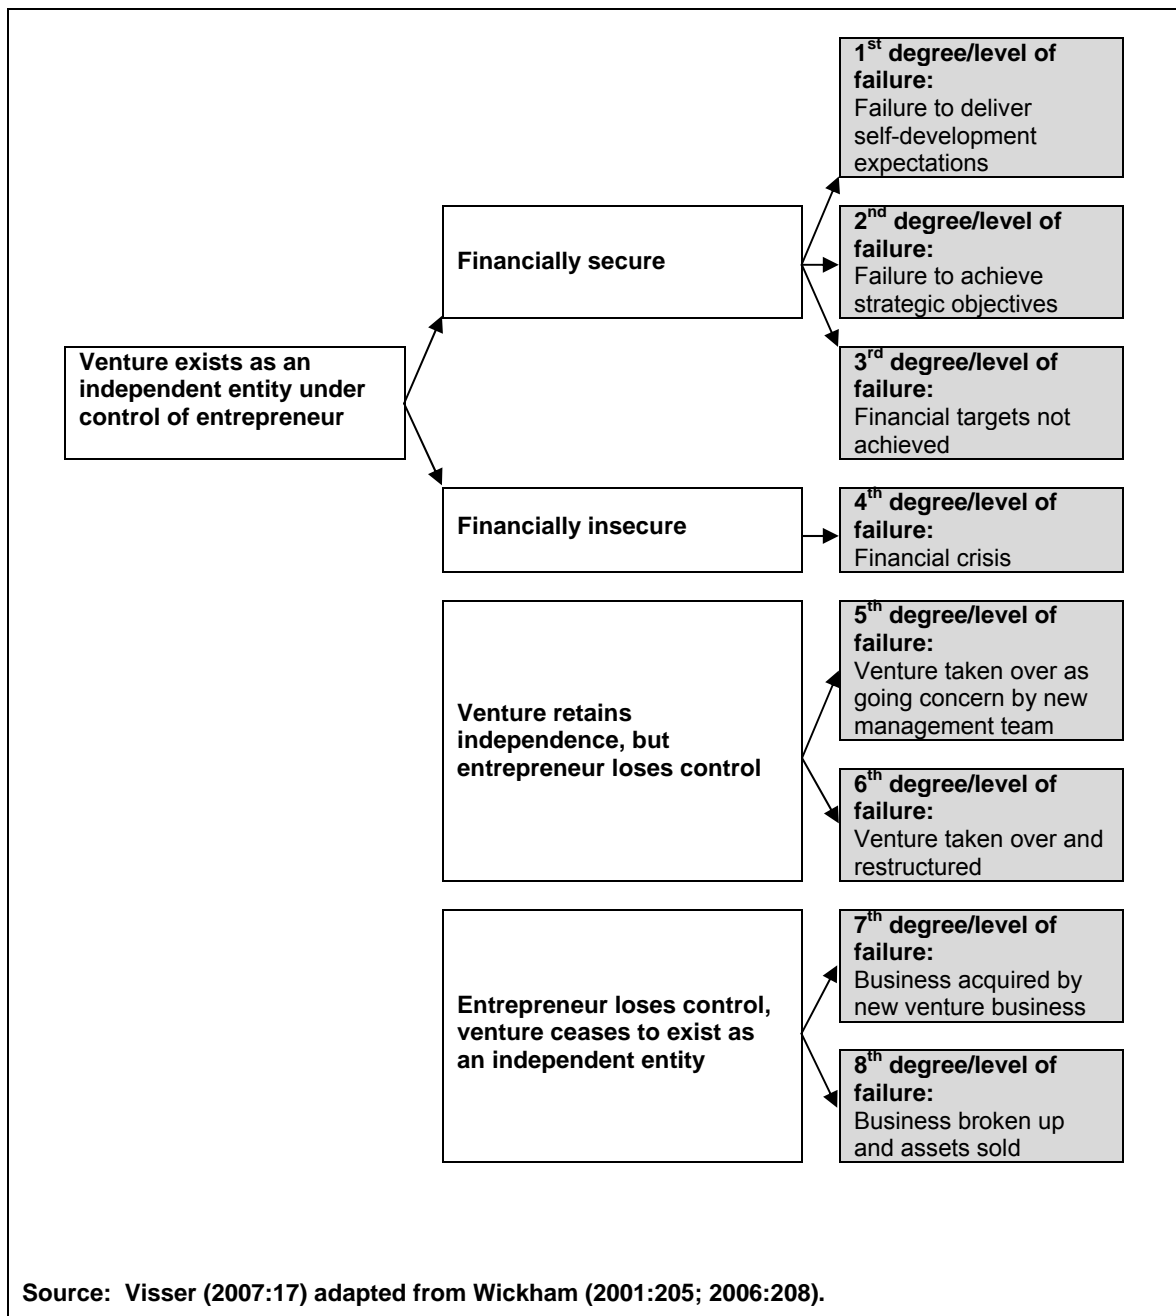 1st degree/level of
failure:
Failure to deliver
self-development
expectations
Financially secure
2nd degree/level of
failure:
Failure to achieve
strategic objectives
Venture exists as an
independent entity under
control of entrepreneur
3rd degree/level of
failure:
Financial targets not
achieved
Financially insecure
4th degree/level of
failure:
Financial crisis
Venture retains
independence, but
entrepreneur loses control
5th degree/level of
failure:
Venture taken over as
going concern by new
management team
6th degree/level of
failure:
Venture taken over and
restructured
Entrepreneur loses control,
venture ceases to exist as
an independent entity
7th degree/level of
failure:
Business acquired by
new venture business
8th degree/level of
failure:
Business broken up
and assets sold
Source: Visser (2007:17) adapted from Wickham (2001:205; 2006:208).